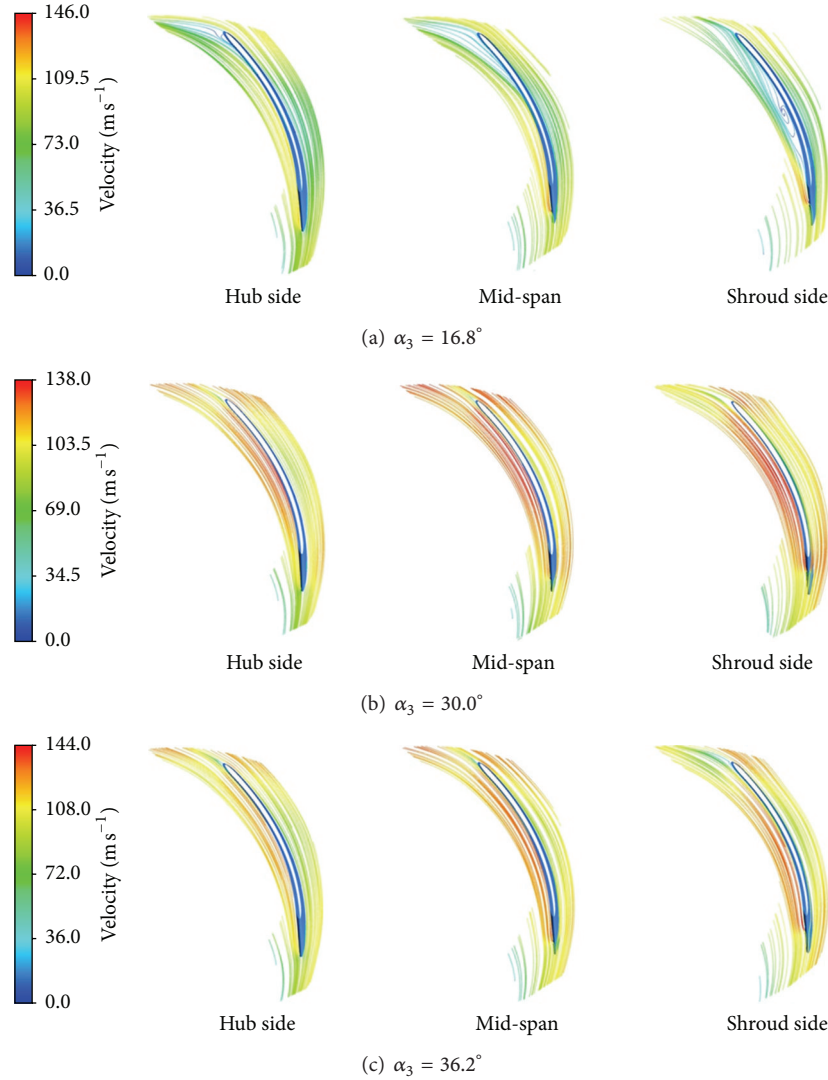 146.0
109.5
73.0
36.5
0.0
Velocity (m s⁻¹)
Hub side
Mid-span
Shroud side
(a) α₃ = 16.8°
138.0
103.5
69.0
34.5
0.0
Velocity (m s⁻¹)
Hub side
Mid-span
Shroud side
(b) α₃ = 30.0°
144.0
108.0
72.0
36.0
0.0
Velocity (m s⁻¹)
Hub side
Mid-span
Shroud side
(c) α₃ = 36.2°